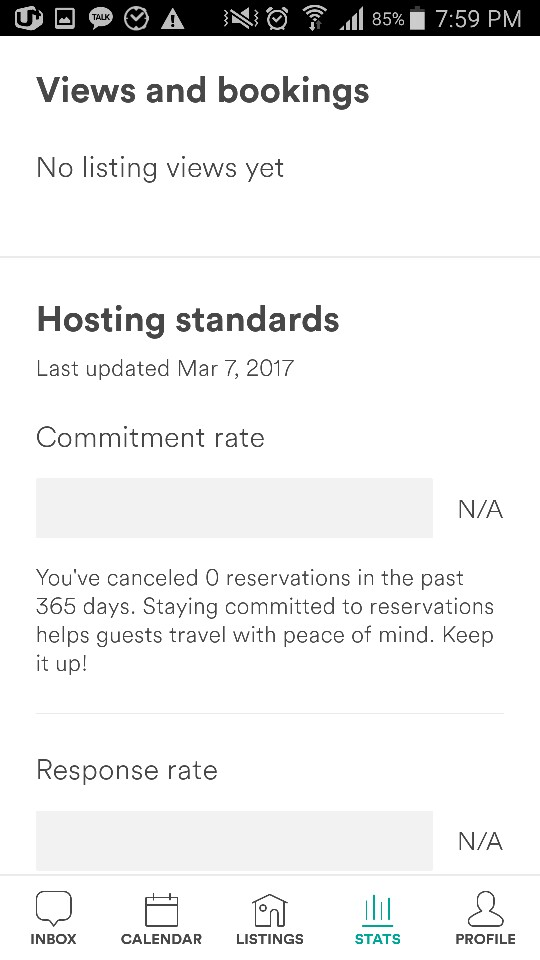 TALK
85% 7:59 PM
Views and bookings
No listing views yet
Hosting standards
Last updated Mar 7, 2017
Commitment rate
N/A
You've canceled 0 reservations in the past
365 days. Staying committed to reservations
helps guests travel with peace of mind. Keep
it up!
Response rate
N/A
INBOX CALENDAR LISTINGS STATS PROFILE